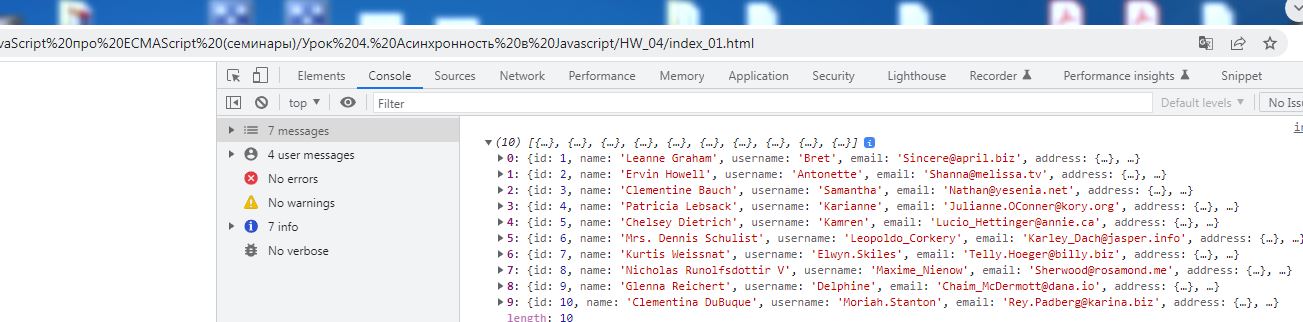 vaScript%20про%20ECMAScript%20(семинары)/Урок%204.%20Асинхронность%20в%20Javascript/HW_04/index_01.html
Elements Console Sources Network Performance Memory Application Security Lighthouse Recorder Performance insights Snippet
top Filter Default levels No Issu
7 messages
4 user messages
No errors
No warnings
7 info
No verbose
in
(10) [{…}, {…}, {…}, {…}, {…}, {…}, {…}, {…}, {…}, {…}]
0: {id: 1, name: 'Leanne Graham', username: 'Bret', email: 'Sincere@april.biz', address: {…}, …}
1: {id: 2, name: 'Ervin Howell', username: 'Antonette', email: 'Shanna@melissa.tv', address: {…}, …}
2: {id: 3, name: 'Clementine Bauch', username: 'Samantha', email: 'Nathan@yesenia.net', address: {…}, …}
3: {id: 4, name: 'Patricia Lebsack', username: 'Karianne', email: 'Julianne.OConner@kory.org', address: {…}, …}
4: {id: 5, name: 'Chelsey Dietrich', username: 'Kamren', email: 'Lucio_Hettinger@annie.ca', address: {…}, …}
5: {id: 6, name: 'Mrs. Dennis Schulist', username: 'Leopoldo_Corkery', email: 'Karley_Dach@jasper.info', address: {…}, …}
6: {id: 7, name: 'Kurtis Weissnat', username: 'Elwyn.Skiles', email: 'Telly.Hoeger@billy.biz', address: {…}, …}
7: {id: 8, name: 'Nicholas Runolfsdottir V', username: 'Maxime_Nienow', email: 'Sherwood@rosamond.me', address: {…}, …}
8: {id: 9, name: 'Glenna Reichert', username: 'Delphine', email: 'Chaim_McDermott@dana.io', address: {…}, …}
9: {id: 10, name: 'Clementina DuBuque', username: 'Moriah.Stanton', email: 'Rey.Padberg@karina.biz', address: {…}, …}
length: 10